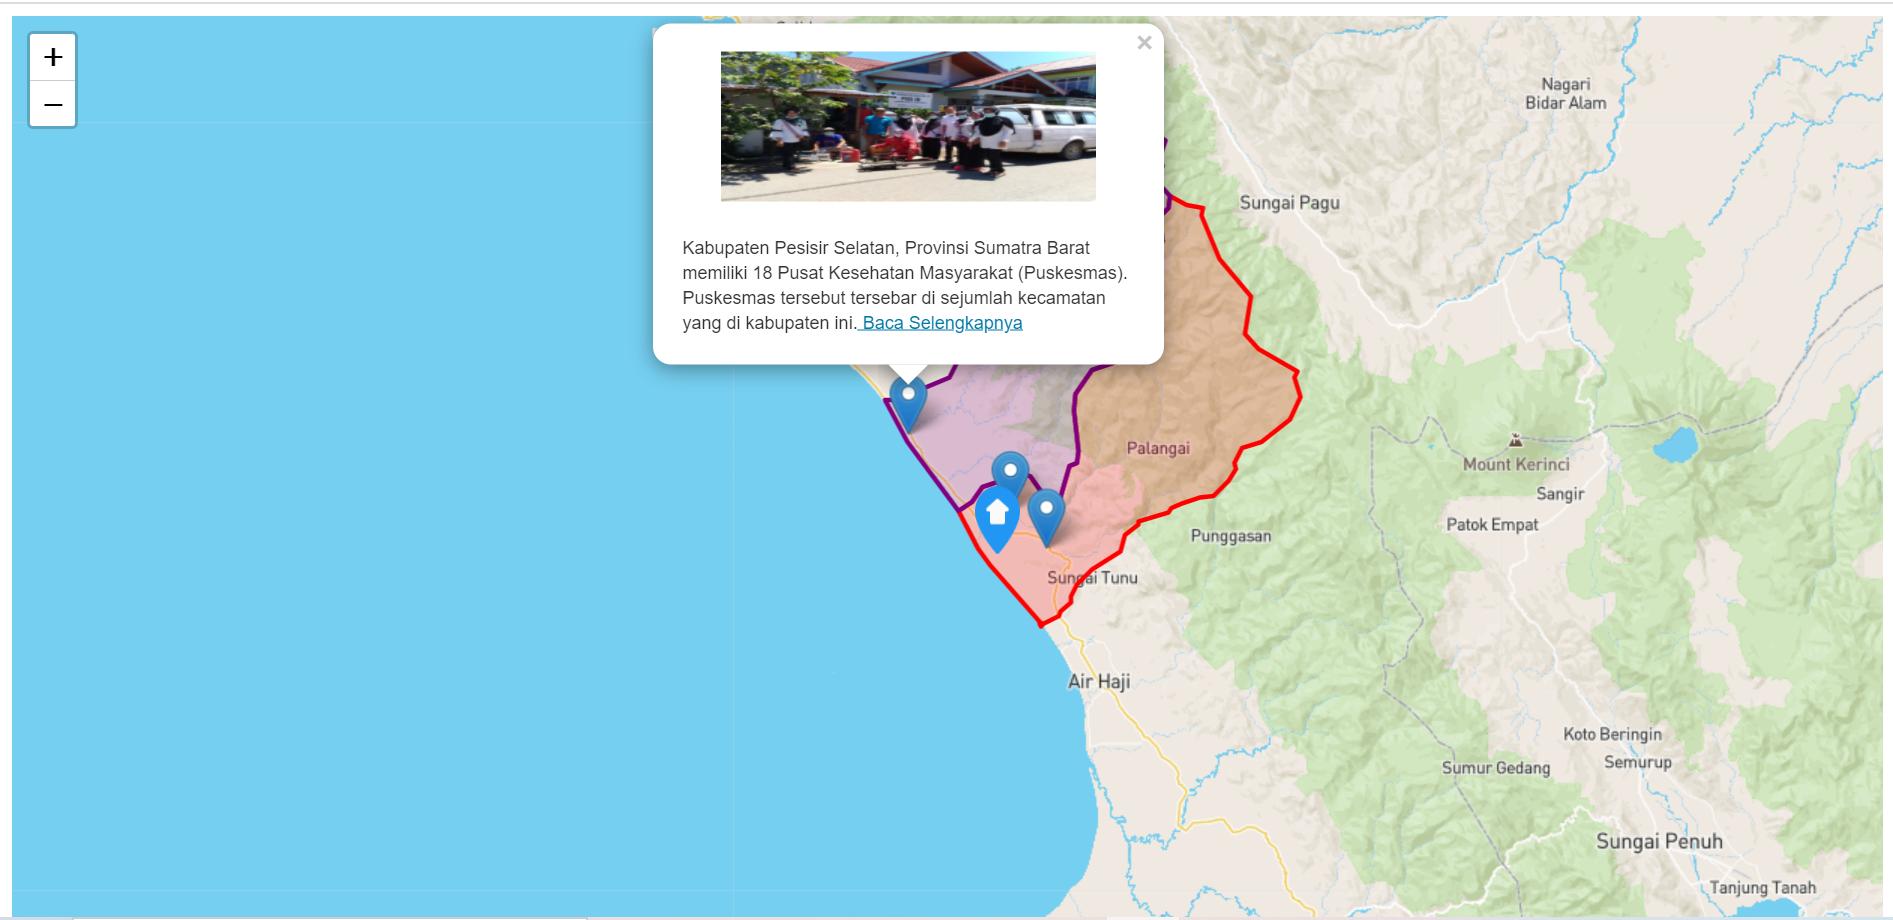 +
−
×
Kabupaten Pesisir Selatan, Provinsi Sumatra Barat
memiliki 18 Pusat Kesehatan Masyarakat (Puskesmas).
Puskesmas tersebut tersebar di sejumlah kecamatan
yang di kabupaten ini. Baca Selengkapnya
Nagari
Bidar Alam
Sungai Pagu
Palangai
Mount Kerinci
Sangir
Patok Empat
Punggasan
Sungai Tunu
Air Haji
Koto Beringin
Semurup
Sumur Gedang
Sungai Penuh
Tanjung Tanah